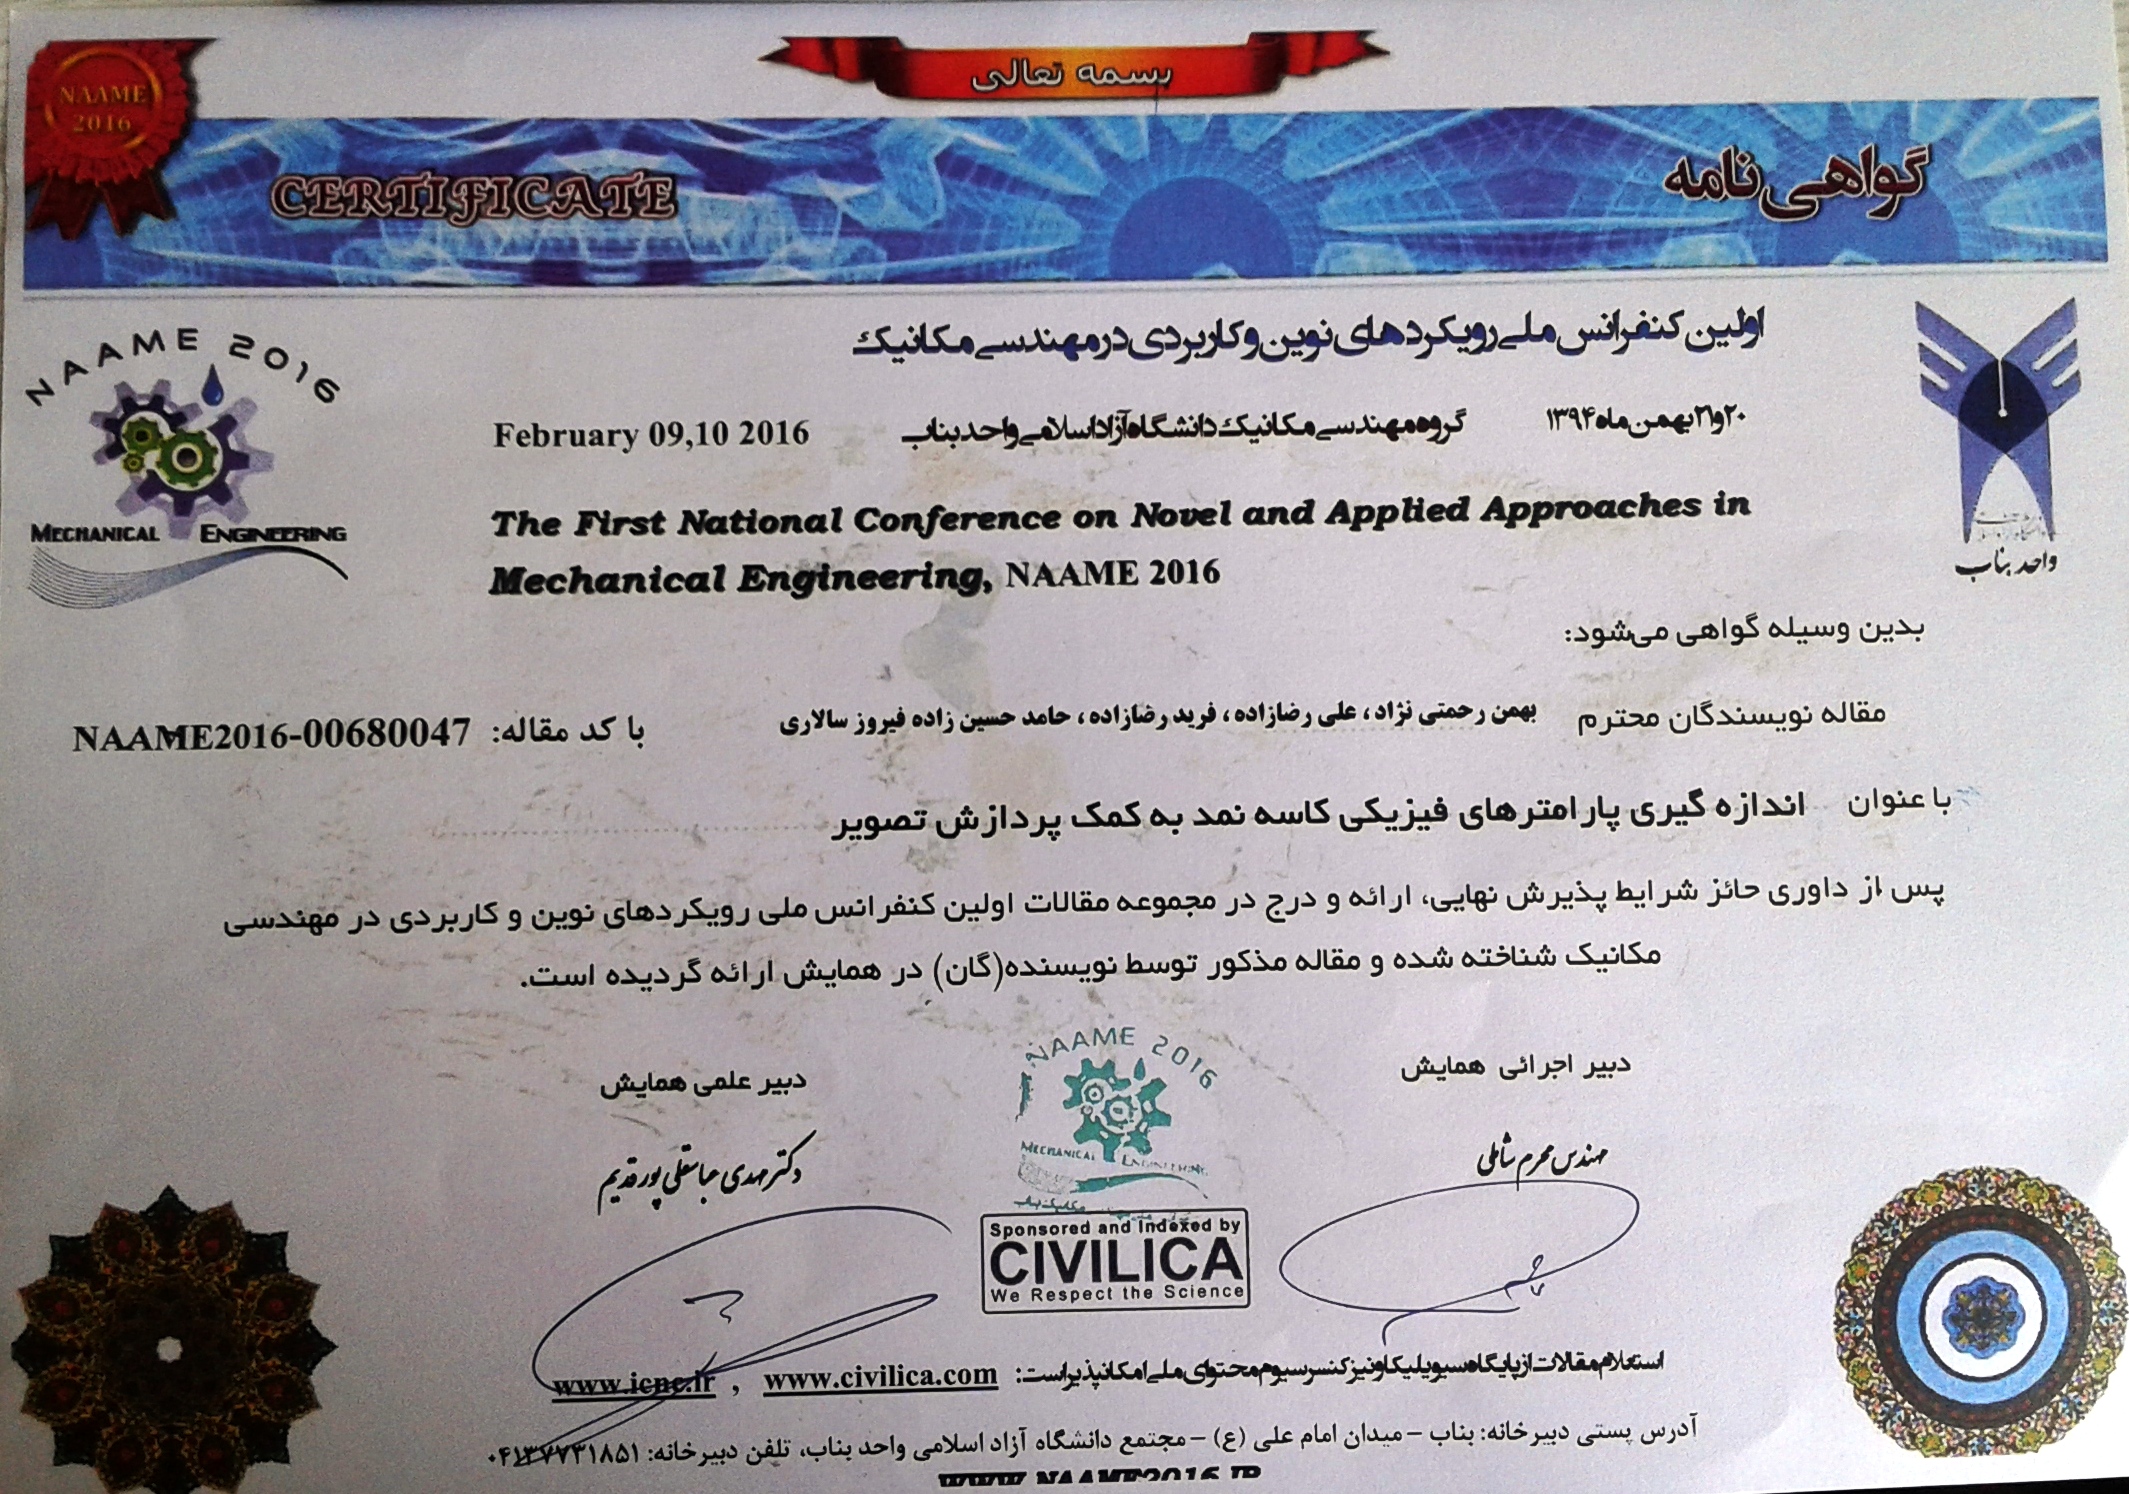 بسمه تعالی
NAAME
2016
CERTIFICATE
گواهی نامه
NAAME 2016
MECHANICAL ENGINEERING
واحد بناب
اولین کنفرانس ملی رویکردهای نوین و کاربردی در مهندسی مکانیک
۲۰ و ۲۱ بهمن ماه ۱۳۹۴
گروه مهندسی مکانیک دانشگاه آزاد اسلامی واحد بناب
February 09,10 2016
The First National Conference on Novel and Applied Approaches in
Mechanical Engineering, NAAME 2016
بدین وسیله گواهی می‌شود:
مقاله نویسندگان محترم بهمن رحمتی نژاد، علی رضازاده، فرید رضازاده، حامد حسین زاده فیروز سالاری با کد مقاله: NAAME2016-00680047
با عنوان اندازه گیری پارامترهای فیزیکی کاسه نمد به کمک پردازش تصویر
پس از داوری حائز شرایط پذیرش نهایی، ارائه و درج در مجموعه مقالات اولین کنفرانس ملی رویکردهای نوین و کاربردی در مهندسی
مکانیک شناخته شده و مقاله مذکور توسط نویسنده(گان) در همایش ارائه گردیده است.
دبیر اجرائی همایش
دبیر علمی همایش
مهندس محرم شاملی
دکتر مهدی عباسقلی پور قدیم
NAAME 2016
MECHANICAL ENGINEERING
Sponsored and Indexed by
CIVILICA
We Respect the Science
استعلام مقالات از پایگاه سیویلیکا و نیز کنسرسیوم محتوای ملی امکانپذیر است: www.civilica.com , www.icnc.ir
آدرس پستی دبیرخانه: بناب – میدان امام علی (ع) – مجتمع دانشگاه آزاد اسلامی واحد بناب، تلفن دبیرخانه: ۰۴۱۳۷۷۳۱۸۵۱
WWW.NAAME2016.IR